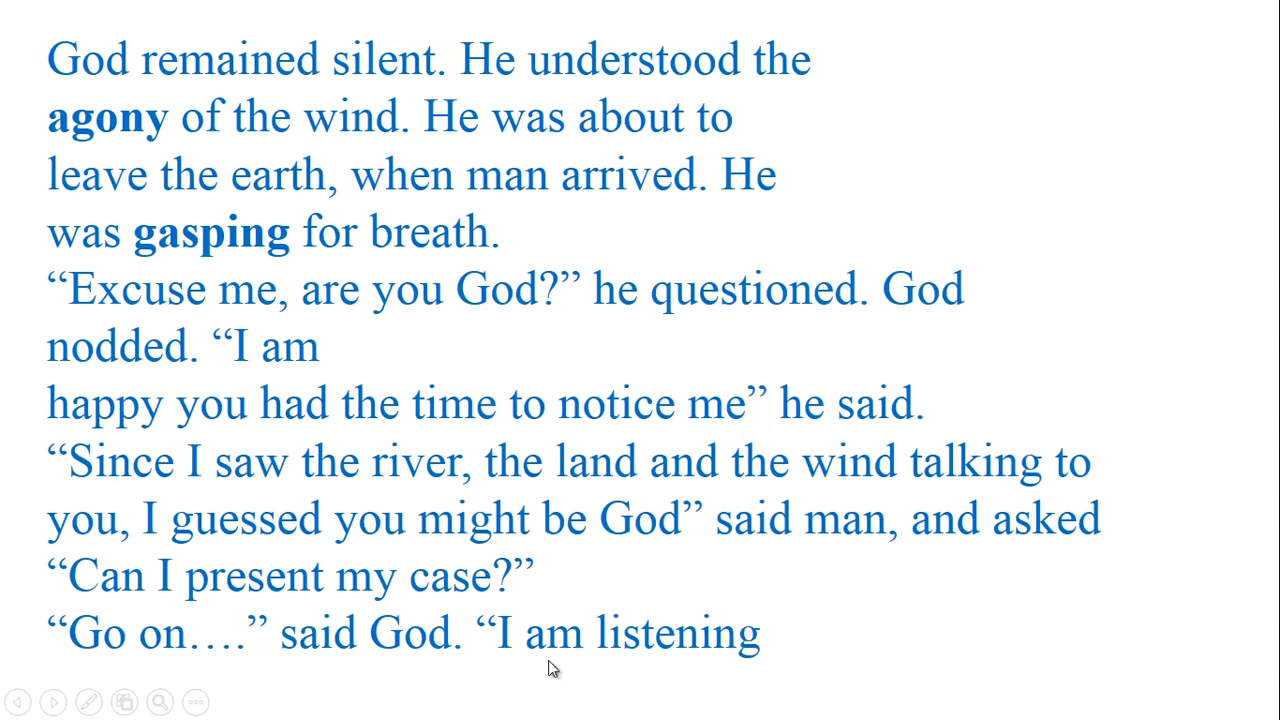 God remained silent. He understood the
agony of the wind. He was about to
leave the earth, when man arrived. He
was gasping for breath.
“Excuse me, are you God?” he questioned. God
nodded. “I am
happy you had the time to notice me” he said.
“Since I saw the river, the land and the wind talking to
you, I guessed you might be God” said man, and asked
“Can I present my case?”
“Go on….” said God. “I am listening